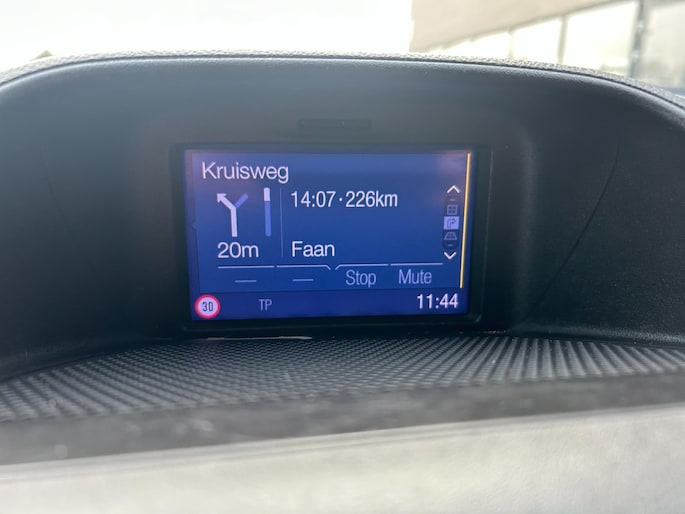 Kruisweg
14:07·226km
20m
Faan
Stop
Mute
30
TP
11:44